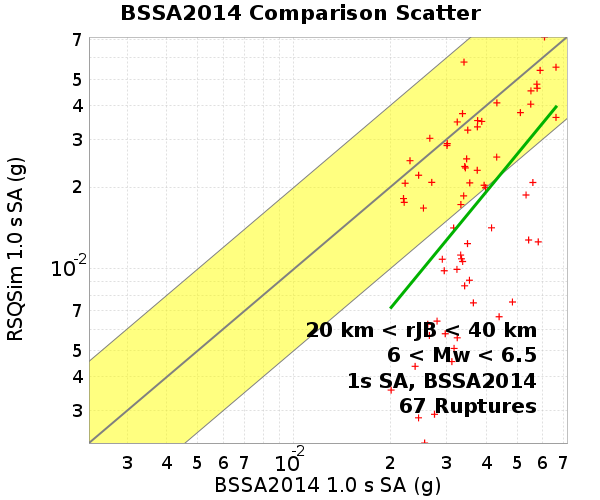 BSSA2014 Comparison Scatter
7
5
4
3
2
10-2
7
5
4
3
RSQSim 1.0 s SA (g)
20 km < rJB < 40 km
6 < Mw < 6.5
1s SA, BSSA2014
67 Ruptures
3 4 5 6 7 10-2 2 3 4 5 6 7
BSSA2014 1.0 s SA (g)